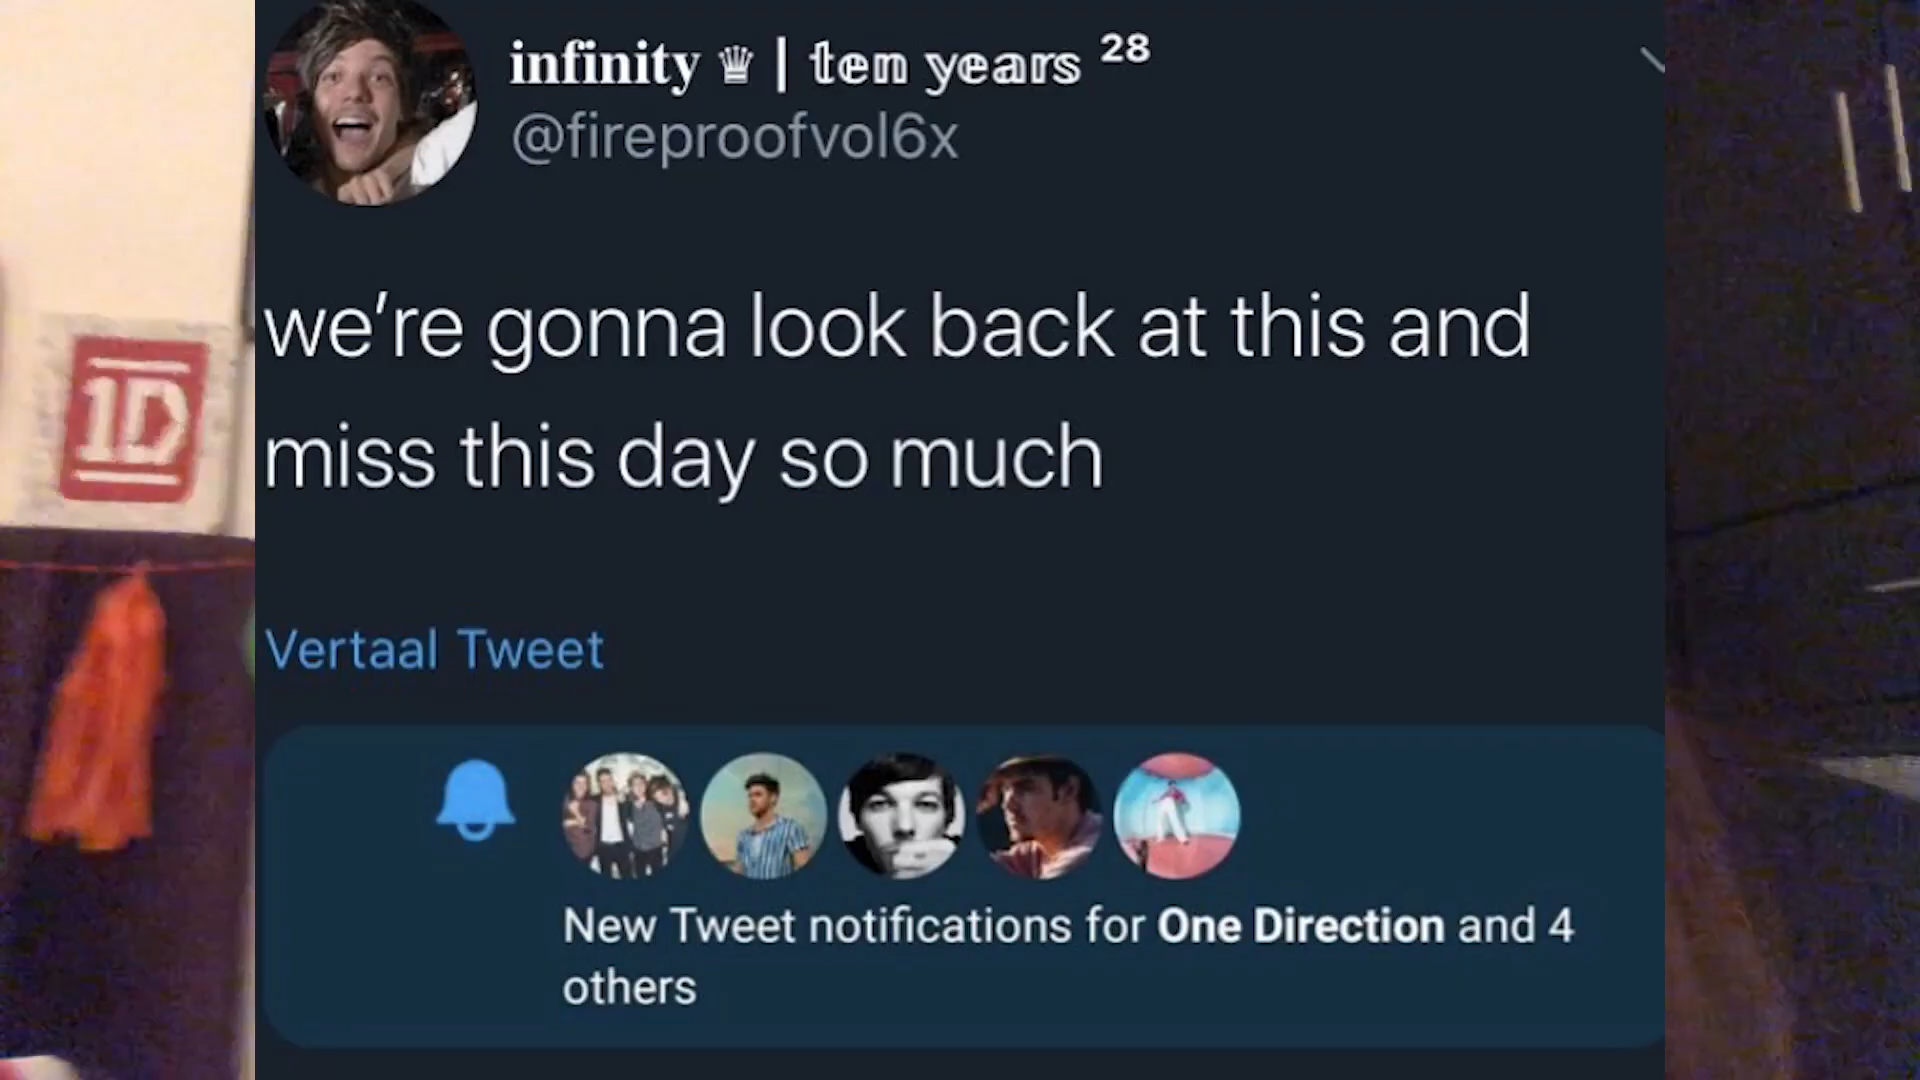 infinity ♕ | 𝕥𝕖𝕟 𝕪𝕖𝕒𝕣𝕤 ²⁸
@fireproofvol6x
we're gonna look back at this and
miss this day so much
1D
Vertaal Tweet
New Tweet notifications for One Direction and 4
others